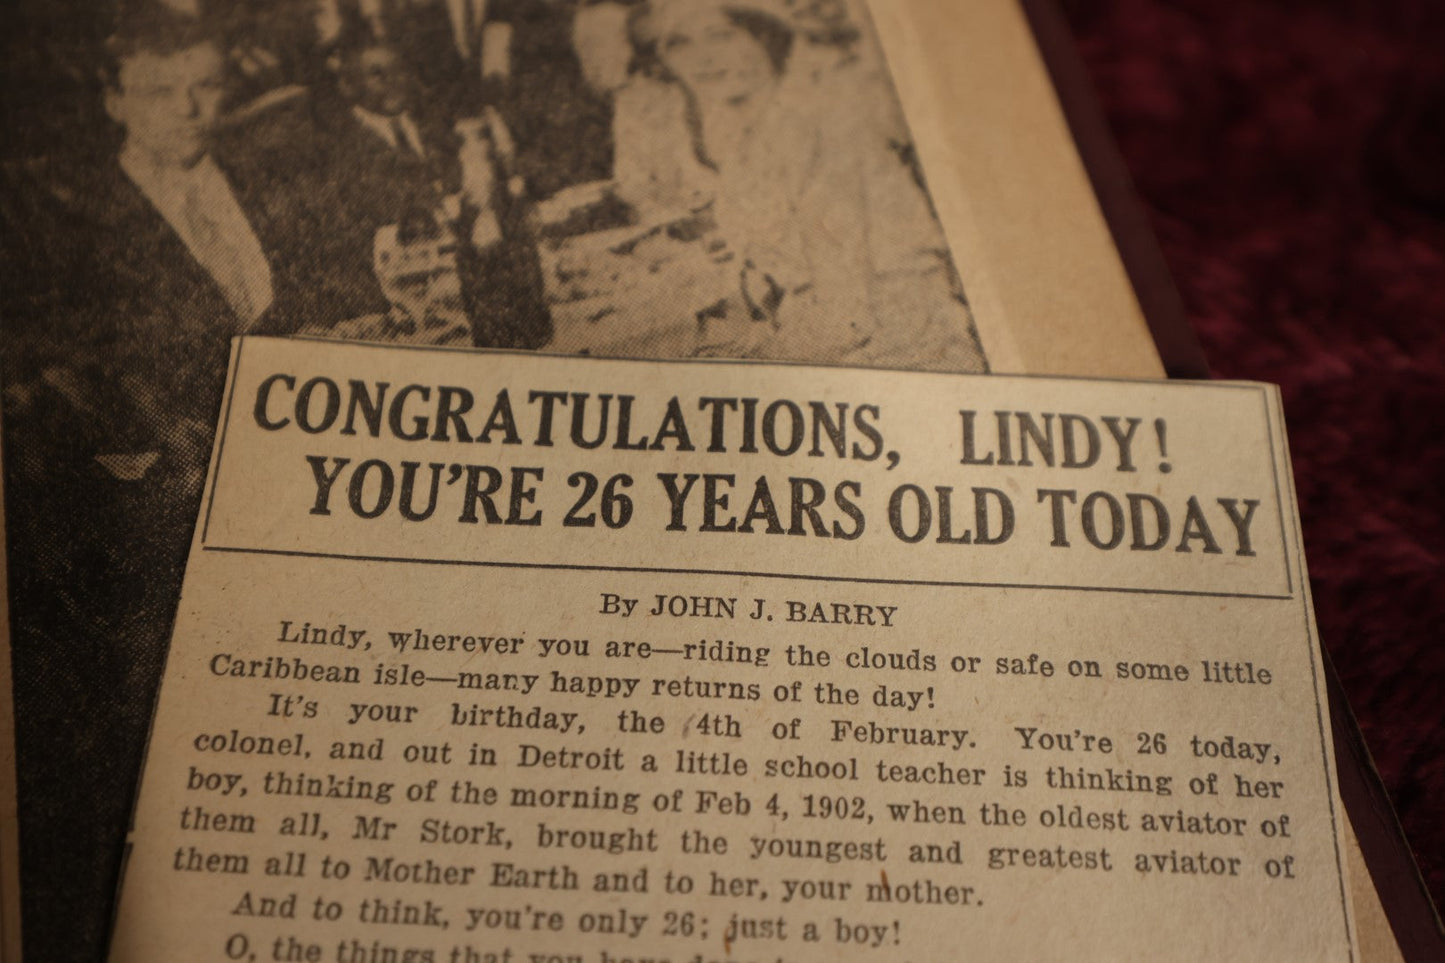 CONGRATULATIONS, LINDY!
YOU'RE 26 YEARS OLD TODAY
By JOHN J. BARRY
Lindy, wherever you are—riding the clouds or safe on some little
Caribbean isle—many happy returns of the day!
It's your birthday, the 4th of February. You're 26 today,
colonel, and out in Detroit a little school teacher is thinking of her
boy, thinking of the morning of Feb 4, 1902, when the oldest aviator of
them all, Mr Stork, brought the youngest and greatest aviator of
them all to Mother Earth and to her, your mother.
And to think, you're only 26; just a boy!
O, the things that you have